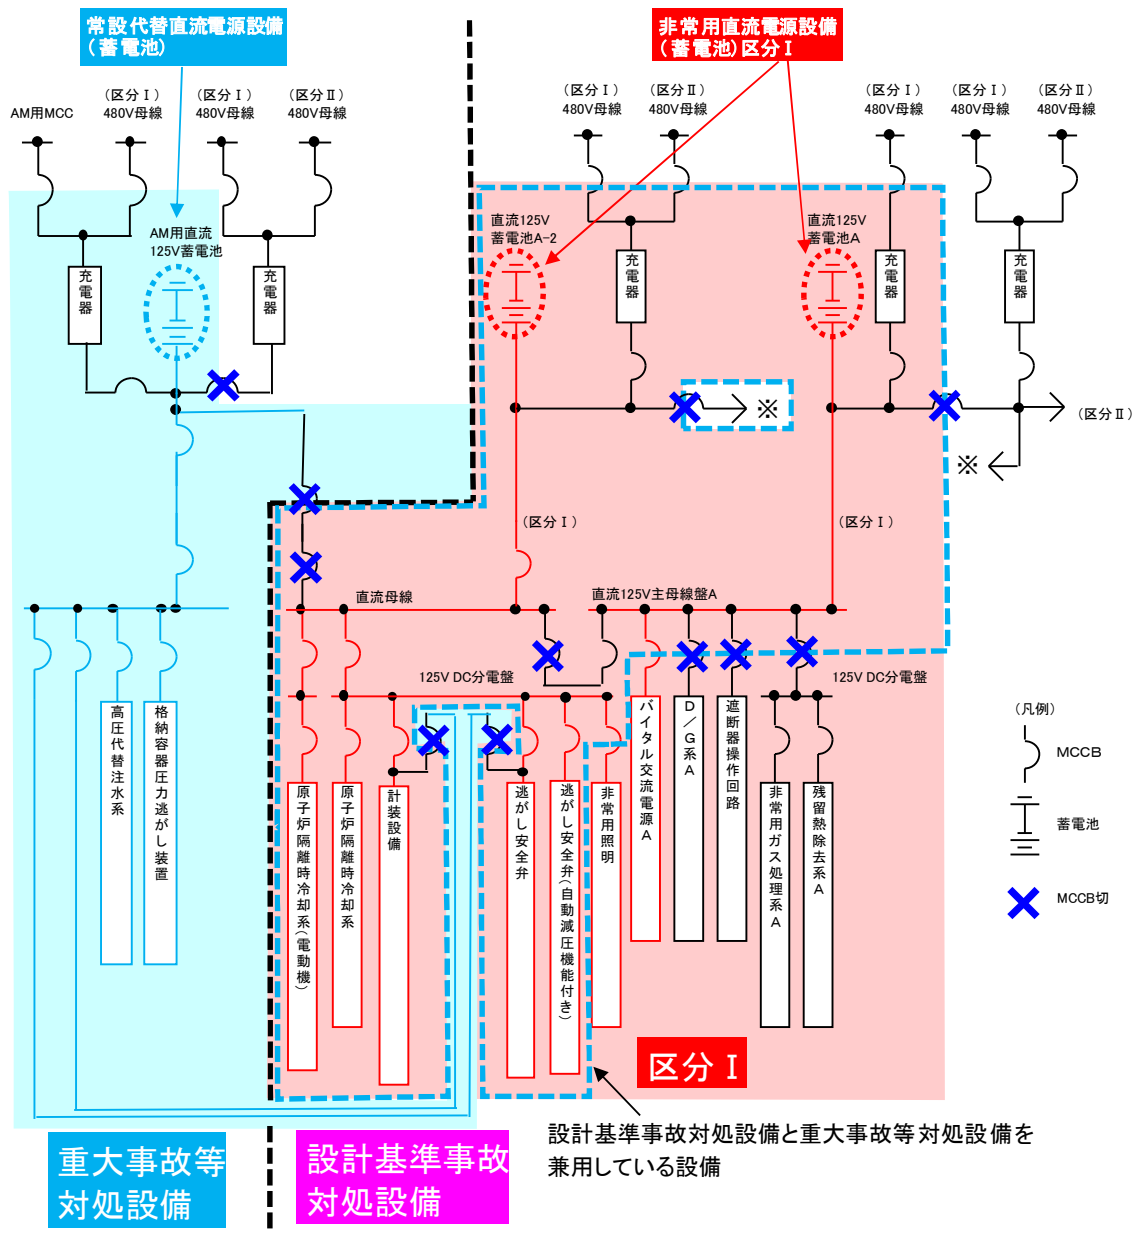 常設代替直流電源設備
(蓄電池)
非常用直流電源設備
(蓄電池)区分Ⅰ
AM用MCC
(区分Ⅰ)
480V母線
(区分Ⅰ)
480V母線
(区分Ⅱ)
480V母線
(区分Ⅰ)
480V母線
(区分Ⅱ)
480V母線
(区分Ⅰ)
480V母線
(区分Ⅰ)
480V母線
(区分Ⅱ)
480V母線
AM用直流
125V蓄電池
直流125V
蓄電池A-2
直流125V
蓄電池A
充電器
充電器
充電器
充電器
充電器
※
(区分Ⅱ)
※
(区分Ⅰ)
(区分Ⅰ)
直流母線
直流125V主母線盤A
125V DC分電盤
125V DC分電盤
高圧代替注水系
格納容器圧力逃がし装置
原子炉隔離時冷却系(電動機)
原子炉隔離時冷却系
計装設備
逃がし安全弁
逃がし安全弁(自動減圧機能付き)
非常用照明
バイタル交流電源A
D/G系A
遮断器操作回路
非常用ガス処理系A
残留熱除去系A
(凡例)
MCCB
蓄電池
MCCB切
区分Ⅰ
設計基準事故対処設備と重大事故等対処設備を
兼用している設備
重大事故等
対処設備
設計基準事故
対処設備